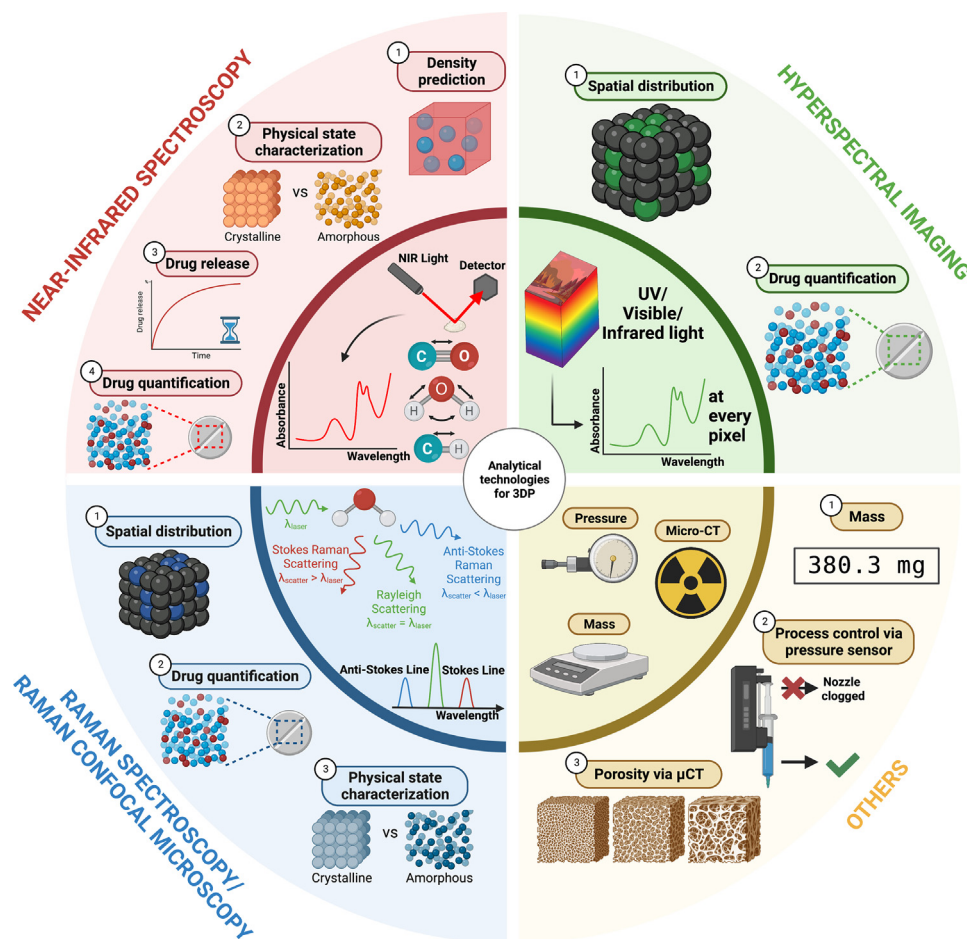 NEAR-INFRARED SPECTROSCOPY
1
Density
prediction
2
Physical state
characterization
vs
Crystalline
Amorphous
3
Drug release
Drug release
Time
4
Drug quantification
NIR Light
Detector
C
O
O
H
H
C
H
Absorbance
Wavelength
HYPERSPECTRAL IMAGING
1
Spatial distribution
2
Drug quantification
UV/
Visible/
Infrared light
Absorbance
Wavelength
at
every
pixel
Analytical
technologies
for 3DP
RAMAN SPECTROSCOPY/
RAMAN CONFOCAL MICROSCOPY
1
Spatial distribution
2
Drug quantification
3
Physical state
characterization
vs
Crystalline
Amorphous
λlaser
Stokes Raman
Scattering
λscatter > λlaser
Rayleigh
Scattering
λscatter = λlaser
Anti-Stokes
Raman
Scattering
λscatter < λlaser
Anti-Stokes Line
Stokes Line
Wavelength
OTHERS
Pressure
Micro-CT
Mass
1
Mass
380.3 mg
2
Process control via
pressure sensor
Nozzle
clogged
3
Porosity via μCT